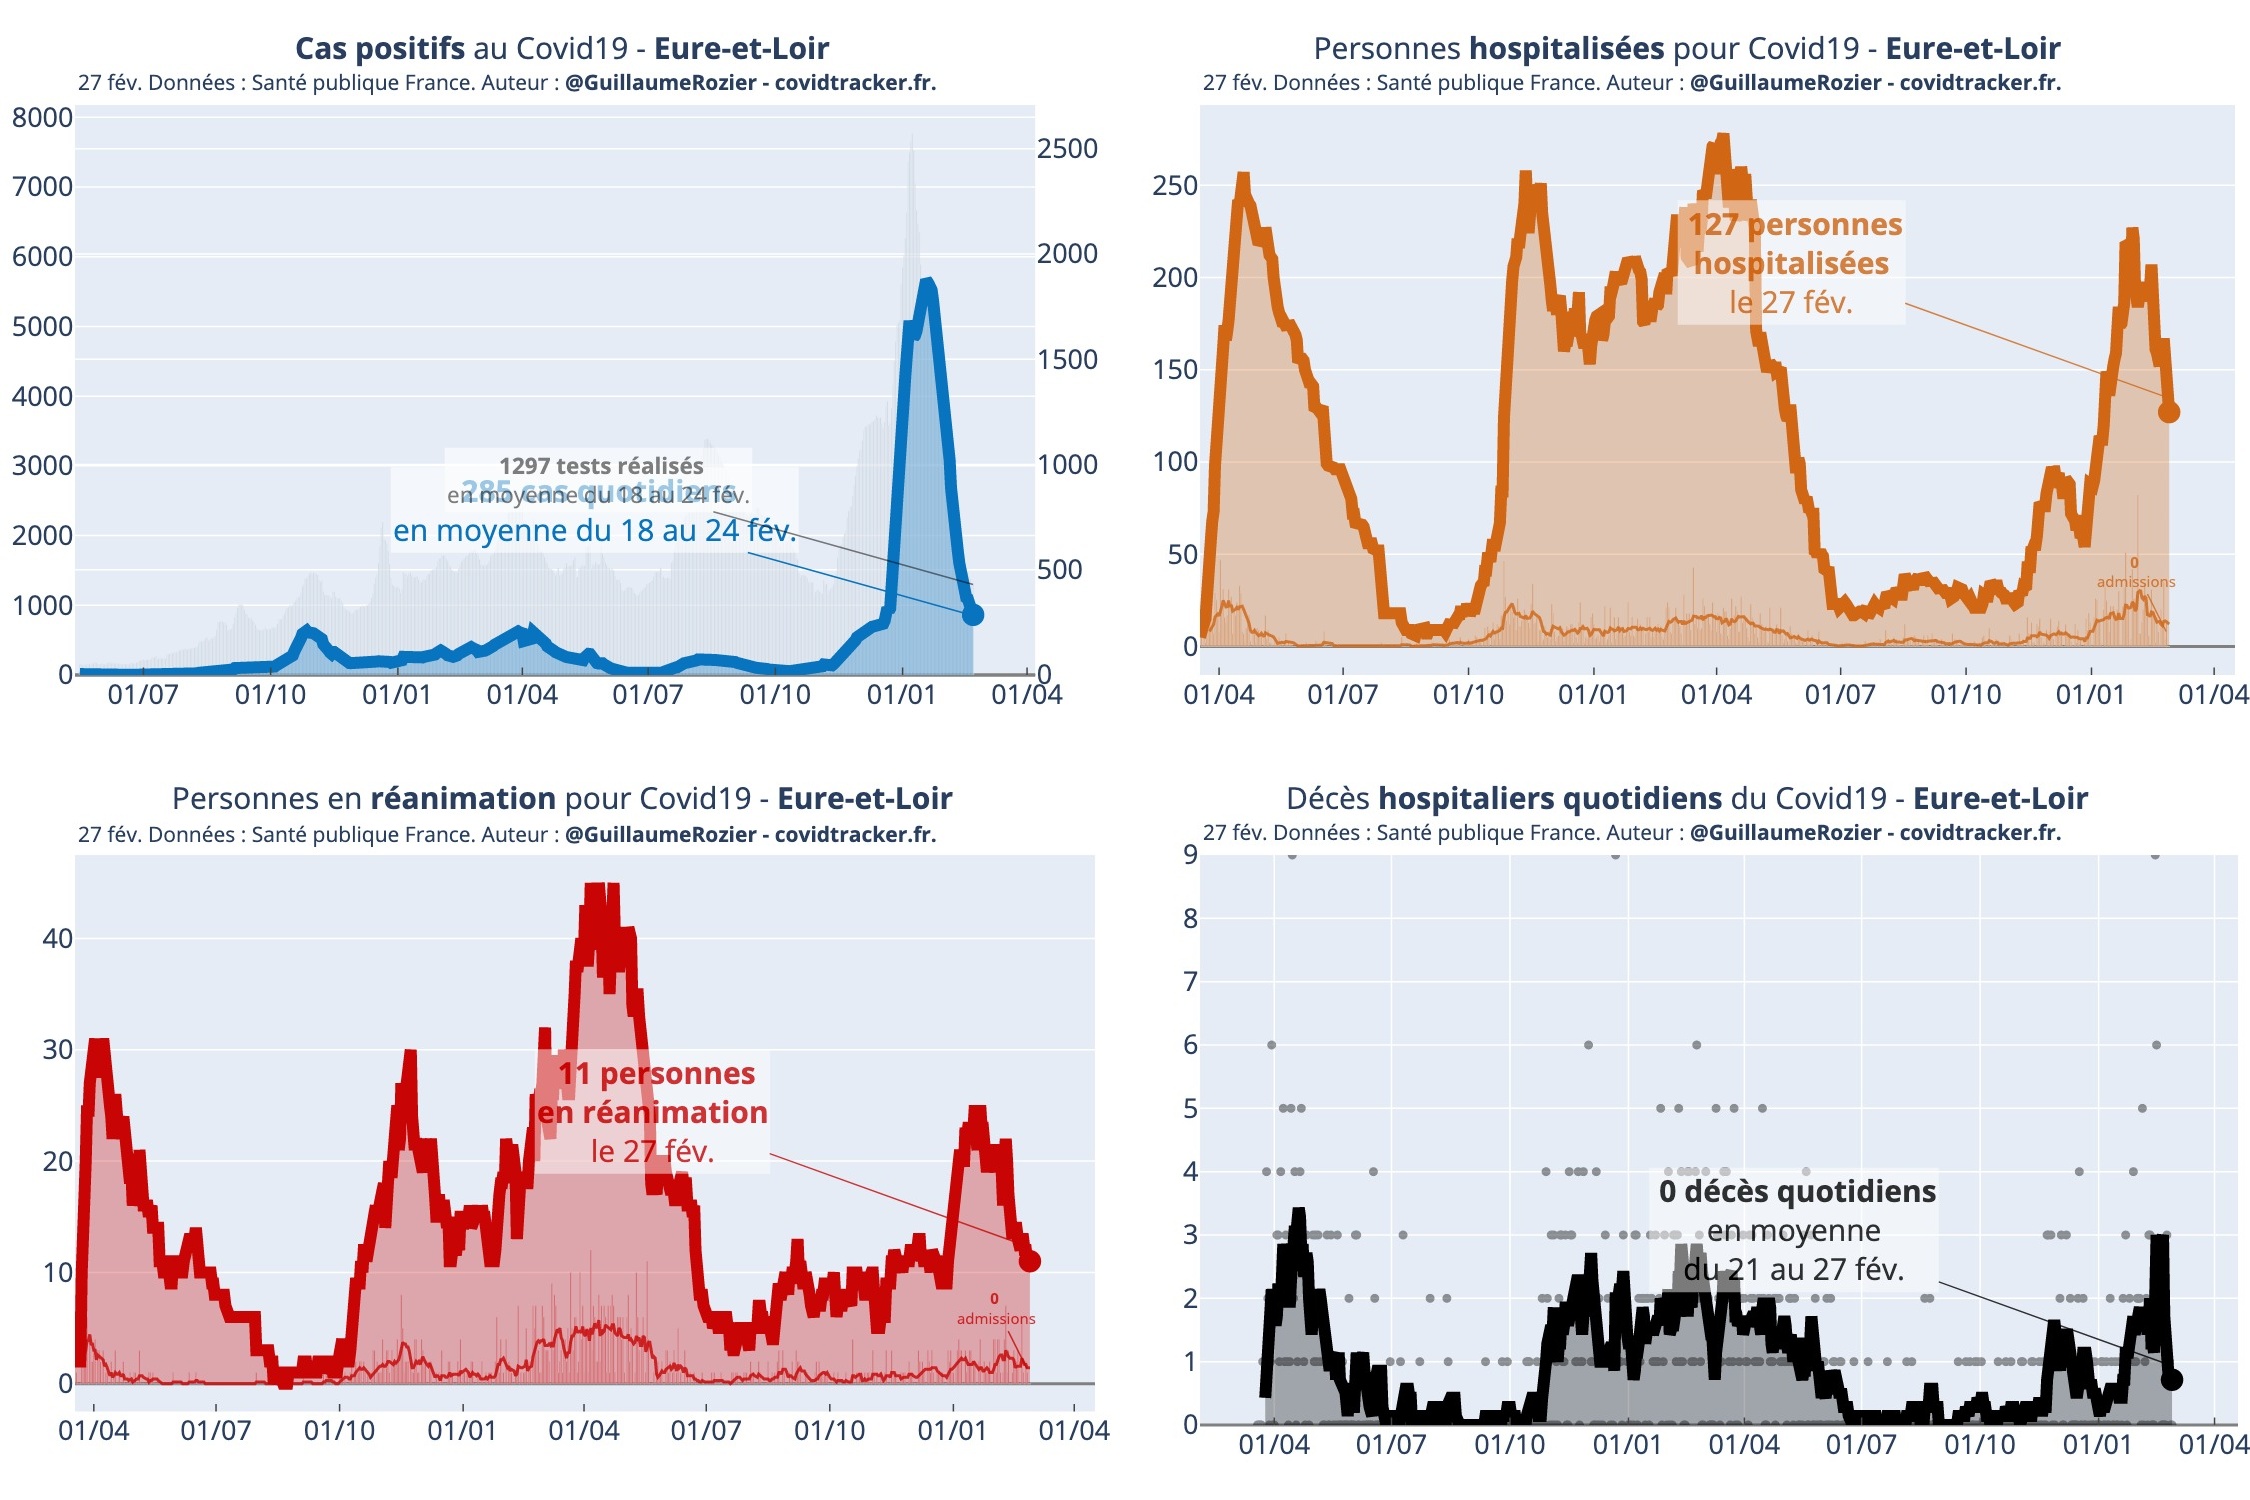 Cas positifs au Covid19 - Eure-et-Loir
27 fév. Données : Santé publique France. Auteur : @GuillaumeRozier - covidtracker.fr.
8000
7000
6000
5000
4000
3000
2000
1000
0
2500
2000
1500
1000
500
0
1297 tests réalisés
en moyenne du 18 au 24 fév.
285 cas quotidiens
en moyenne du 18 au 24 fév.
01/07 01/10 01/01 01/04 01/07 01/10 01/01 01/04
Personnes hospitalisées pour Covid19 - Eure-et-Loir
27 fév. Données : Santé publique France. Auteur : @GuillaumeRozier - covidtracker.fr.
250
200
150
100
50
0
127 personnes
hospitalisées
le 27 fév.
0
admissions
01/04 01/07 01/10 01/01 01/04 01/07 01/10 01/01 01/04
Personnes en réanimation pour Covid19 - Eure-et-Loir
27 fév. Données : Santé publique France. Auteur : @GuillaumeRozier - covidtracker.fr.
40
30
20
10
0
11 personnes
en réanimation
le 27 fév.
0
admissions
01/04 01/07 01/10 01/01 01/04 01/07 01/10 01/01 01/04
Décès hospitaliers quotidiens du Covid19 - Eure-et-Loir
27 fév. Données : Santé publique France. Auteur : @GuillaumeRozier - covidtracker.fr.
9
8
7
6
5
4
3
2
1
0
0 décès quotidiens
en moyenne
du 21 au 27 fév.
01/04 01/07 01/10 01/01 01/04 01/07 01/10 01/01 01/04